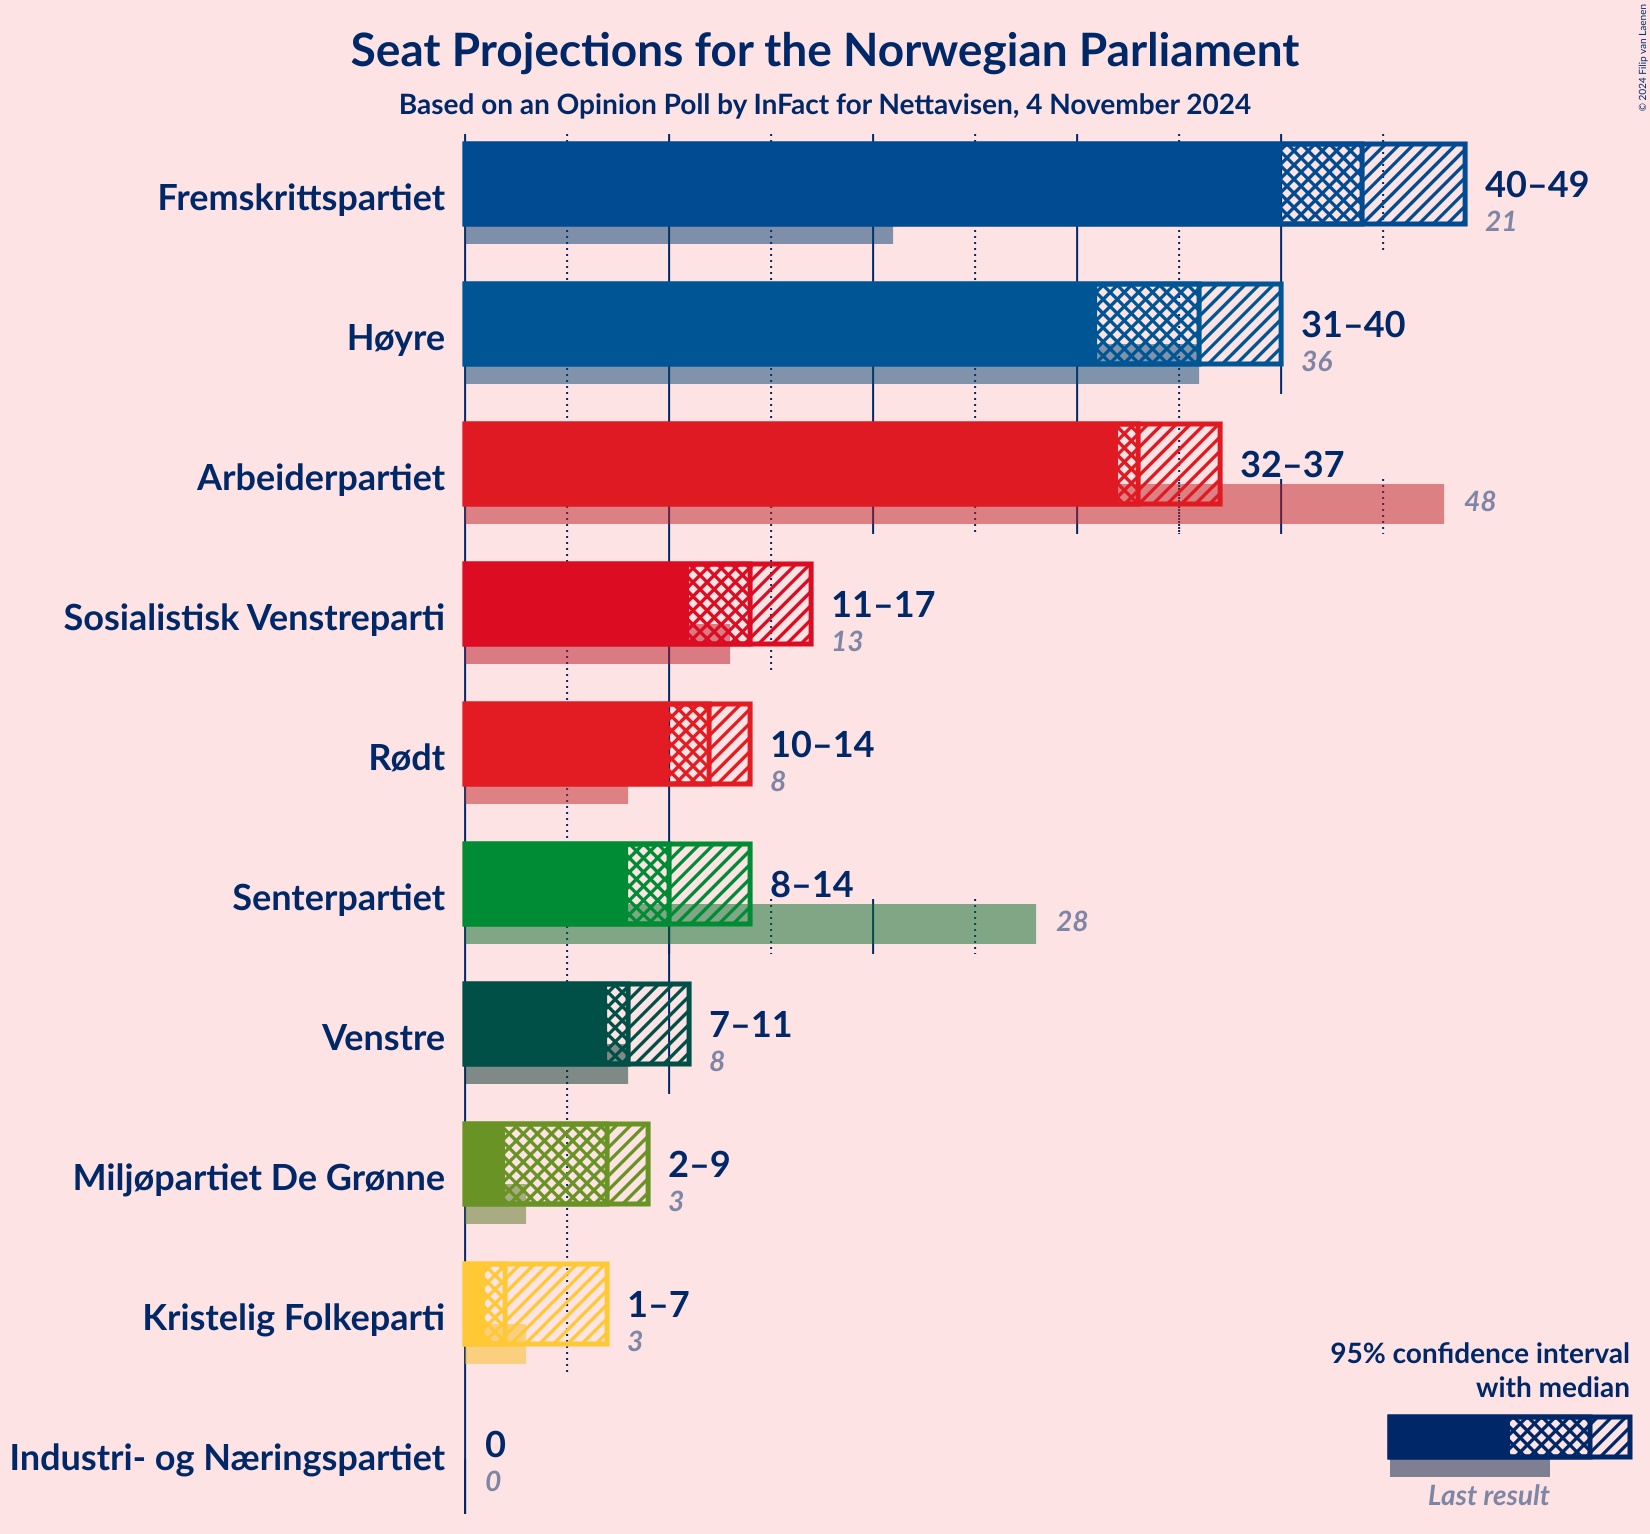 Seat Projections for the Norwegian Parliament
Based on an Opinion Poll by InFact for Nettavisen, 4 November 2024
© 2024 Filip van Laenen
Fremskrittspartiet
40–49
21
Høyre
31–40
36
Arbeiderpartiet
32–37
48
Sosialistisk Venstreparti
11–17
13
Rødt
10–14
8
Senterpartiet
8–14
28
Venstre
7–11
8
Miljøpartiet De Grønne
2–9
3
Kristelig Folkeparti
1–7
3
Industri- og Næringspartiet
0
0
95% confidence interval
with median
Last result